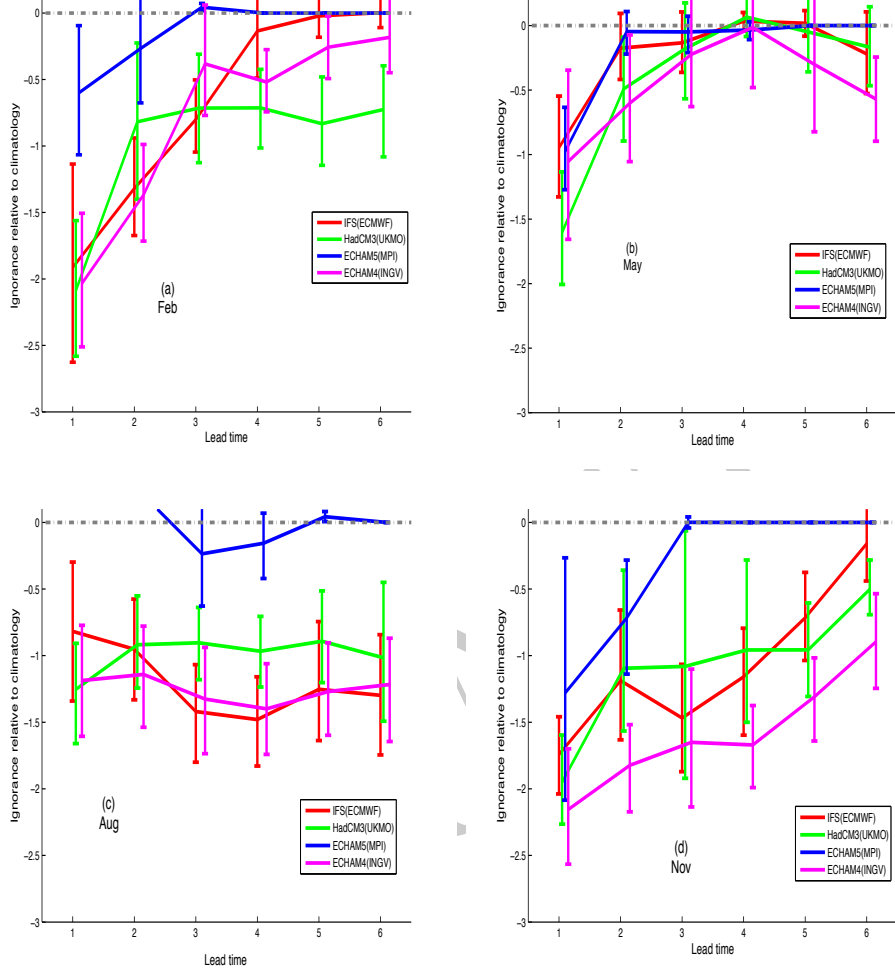 0
−0.5
−1
−1.5
−2
−2.5
−3
Ignorance relative to climatology
1 2 3 4 5 6
Lead time
(a)
Feb
IFS(ECMWF)
HadCM3(UKMO)
ECHAM5(MPI)
ECHAM4(INGV)
0
−0.5
−1
−1.5
−2
−2.5
−3
Ignorance relative to climatology
1 2 3 4 5 6
Lead time
(b)
May
IFS(ECMWF)
HadCM3(UKMO)
ECHAM5(MPI)
ECHAM4(INGV)
0
−0.5
−1
−1.5
−2
−2.5
−3
Ignorance relative to climatology
1 2 3 4 5 6
Lead time
(c)
Aug
IFS(ECMWF)
HadCM3(UKMO)
ECHAM5(MPI)
ECHAM4(INGV)
0
−0.5
−1
−1.5
−2
−2.5
−3
Ignorance relative to climatology
1 2 3 4 5 6
Lead time
(d)
Nov
IFS(ECMWF)
HadCM3(UKMO)
ECHAM5(MPI)
ECHAM4(INGV)